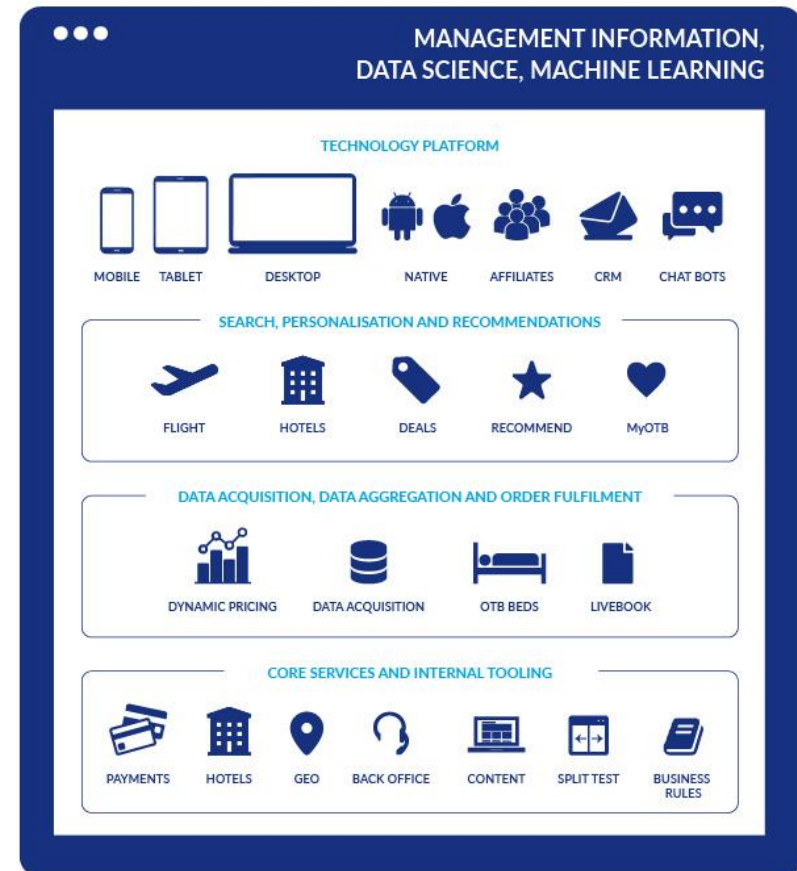 MANAGEMENT INFORMATION,
DATA SCIENCE, MACHINE LEARNING
TECHNOLOGY PLATFORM
MOBILE TABLET DESKTOP NATIVE AFFILIATES CRM CHAT BOTS
SEARCH, PERSONALISATION AND RECOMMENDATIONS
FLIGHT HOTELS DEALS RECOMMEND MyOTB
DATA ACQUISITION, DATA AGGREGATION AND ORDER FULFILMENT
DYNAMIC PRICING DATA ACQUISITION OTB BEDS LIVEBOOK
CORE SERVICES AND INTERNAL TOOLING
PAYMENTS HOTELS GEO BACK OFFICE CONTENT SPLIT TEST BUSINESS
RULES